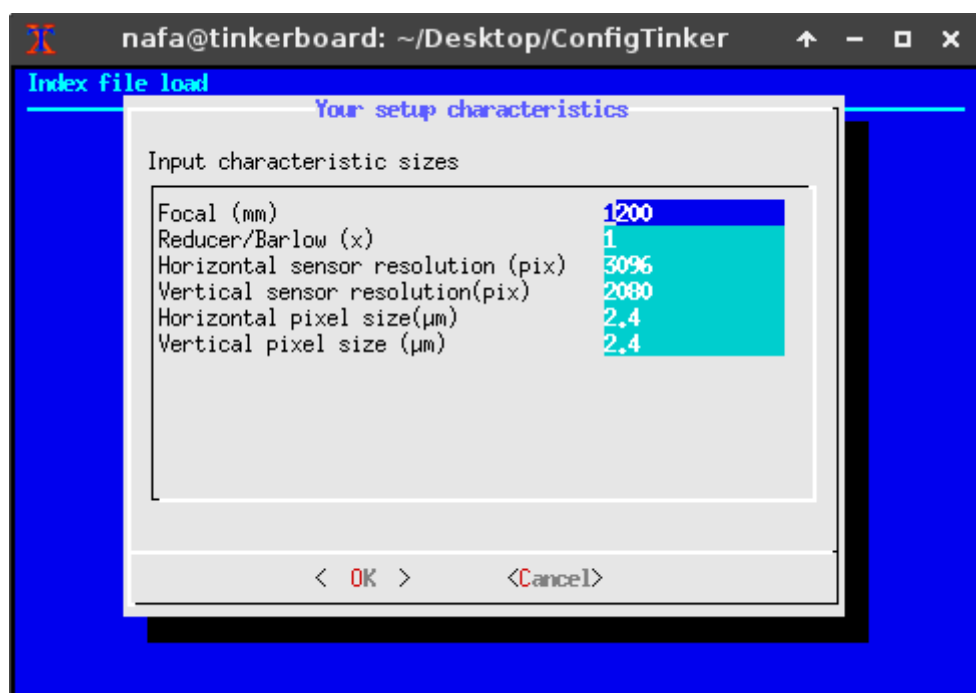 nafa@tinkerboard: ~/Desktop/ConfigTinker
Index file load
Your setup characteristics
Input characteristic sizes
Focal (mm) 1200
Reducer/Barlow (x) 1
Horizontal sensor resolution (pix) 3096
Vertical sensor resolution(pix) 2080
Horizontal pixel size(µm) 2.4
Vertical pixel size (µm) 2.4
< OK > <Cancel>